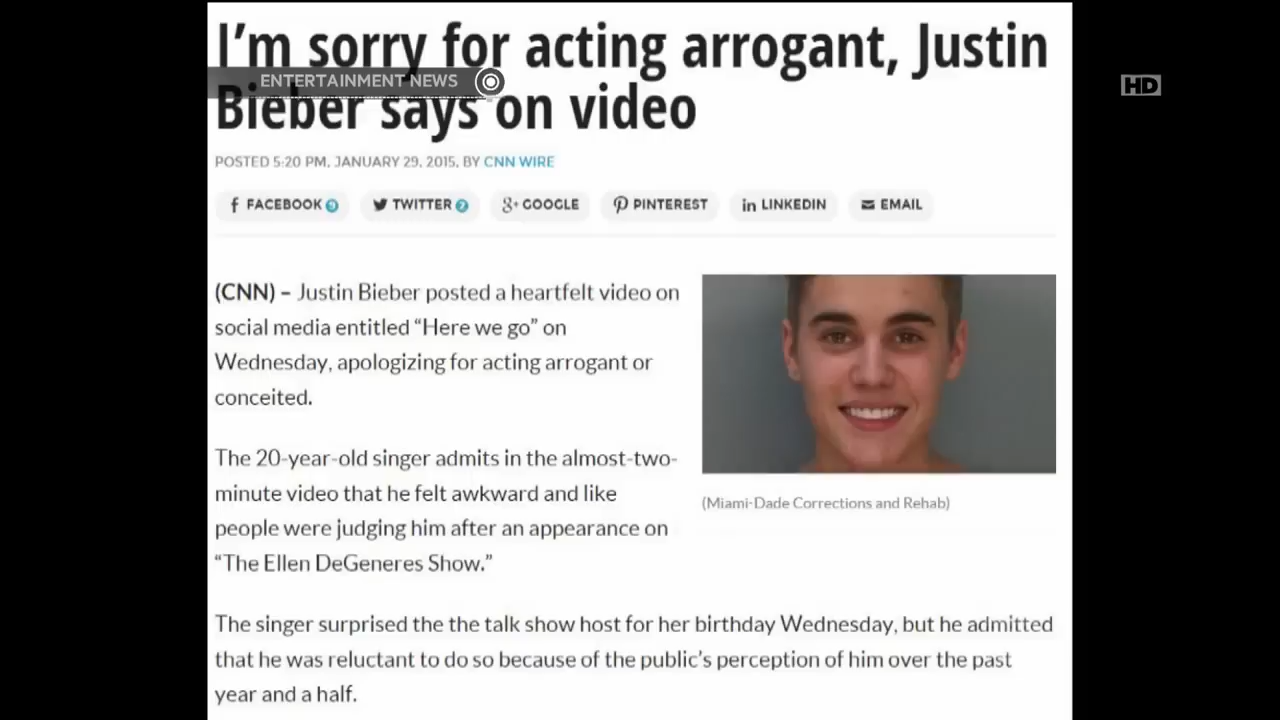 I'm sorry for acting arrogant, Justin
ENTERTAINMENT NEWS
HD
Bieber says on video
POSTED 5:20 PM, JANUARY 29, 2015, BY CNN WIRE
FACEBOOK 9 TWITTER 2 8+ GOOGLE PINTEREST in LINKEDIN EMAIL
(CNN) – Justin Bieber posted a heartfelt video on
social media entitled “Here we go” on
Wednesday, apologizing for acting arrogant or
conceited.
The 20-year-old singer admits in the almost-two-
minute video that he felt awkward and like
people were judging him after an appearance on
“The Ellen DeGeneres Show.”
(Miami-Dade Corrections and Rehab)
The singer surprised the the talk show host for her birthday Wednesday, but he admitted
that he was reluctant to do so because of the public’s perception of him over the past
year and a half.